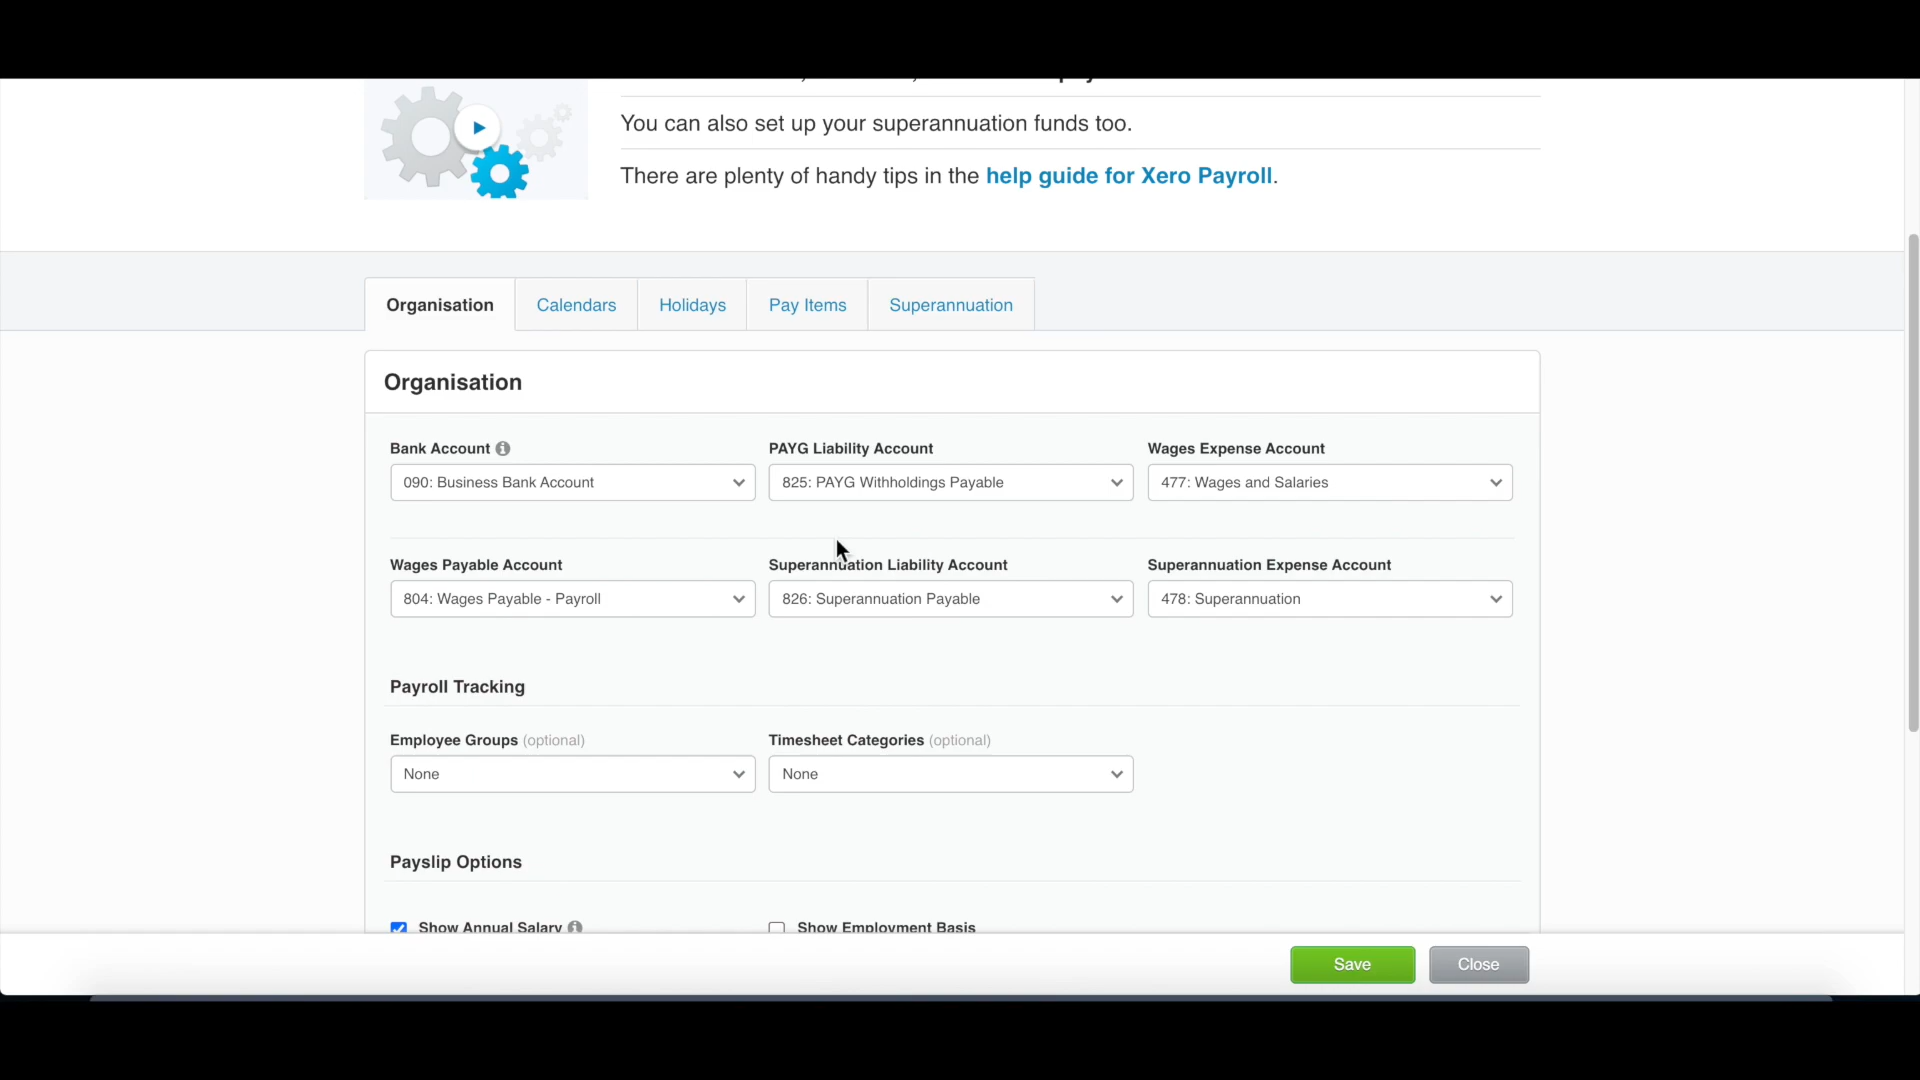 You can also set up your superannuation funds too.
There are plenty of handy tips in the help guide for Xero Payroll.
Organisation Calendars Holidays Pay Items Superannuation
Organisation
Bank Account PAYG Liability Account Wages Expense Account
090: Business Bank Account 825: PAYG Withholdings Payable 477: Wages and Salaries
Wages Payable Account Superannuation Liability Account Superannuation Expense Account
804: Wages Payable - Payroll 826: Superannuation Payable 478: Superannuation
Payroll Tracking
Employee Groups (optional) Timesheet Categories (optional)
None None
Payslip Options
Show Annual Salary Show Employment Basis
Save Close